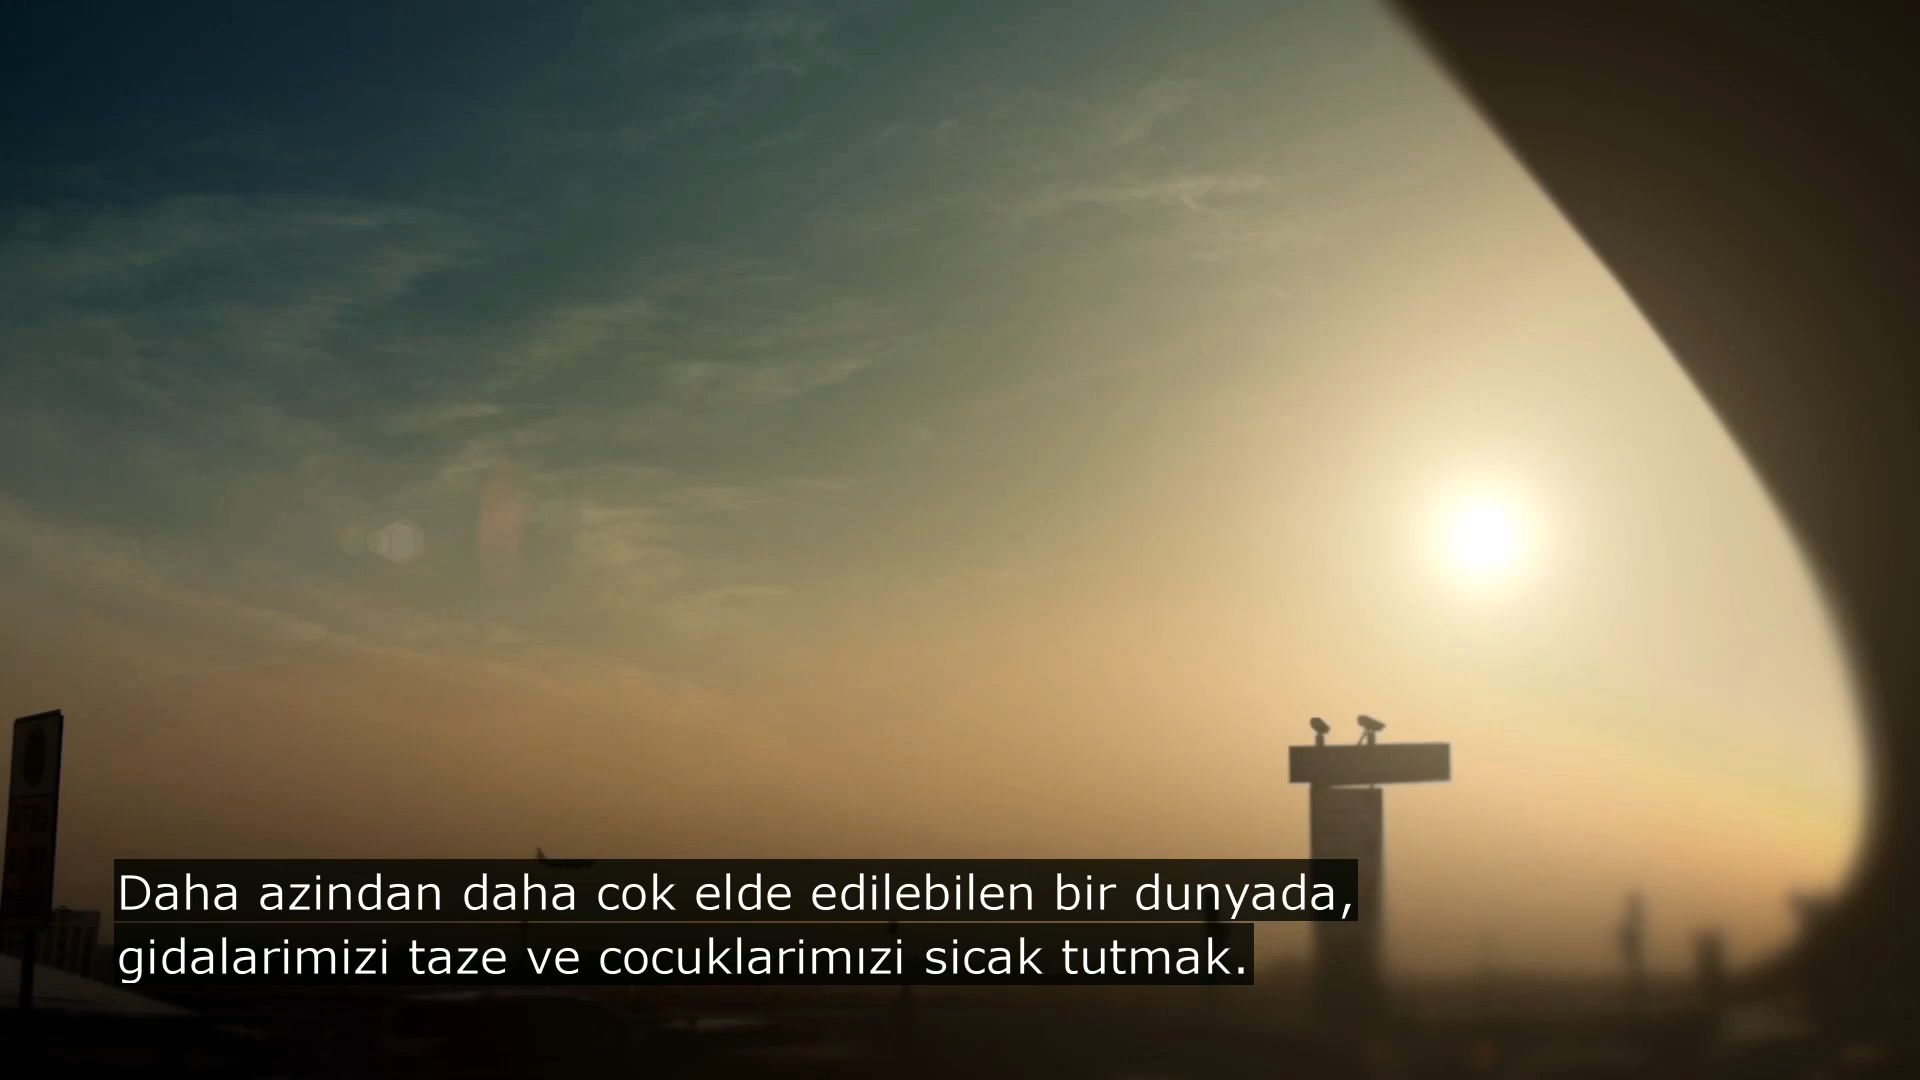 Daha azindan daha cok elde edilebilen bir dunyada,
gidalarimizi taze ve cocuklarimızi sicak tutmak.